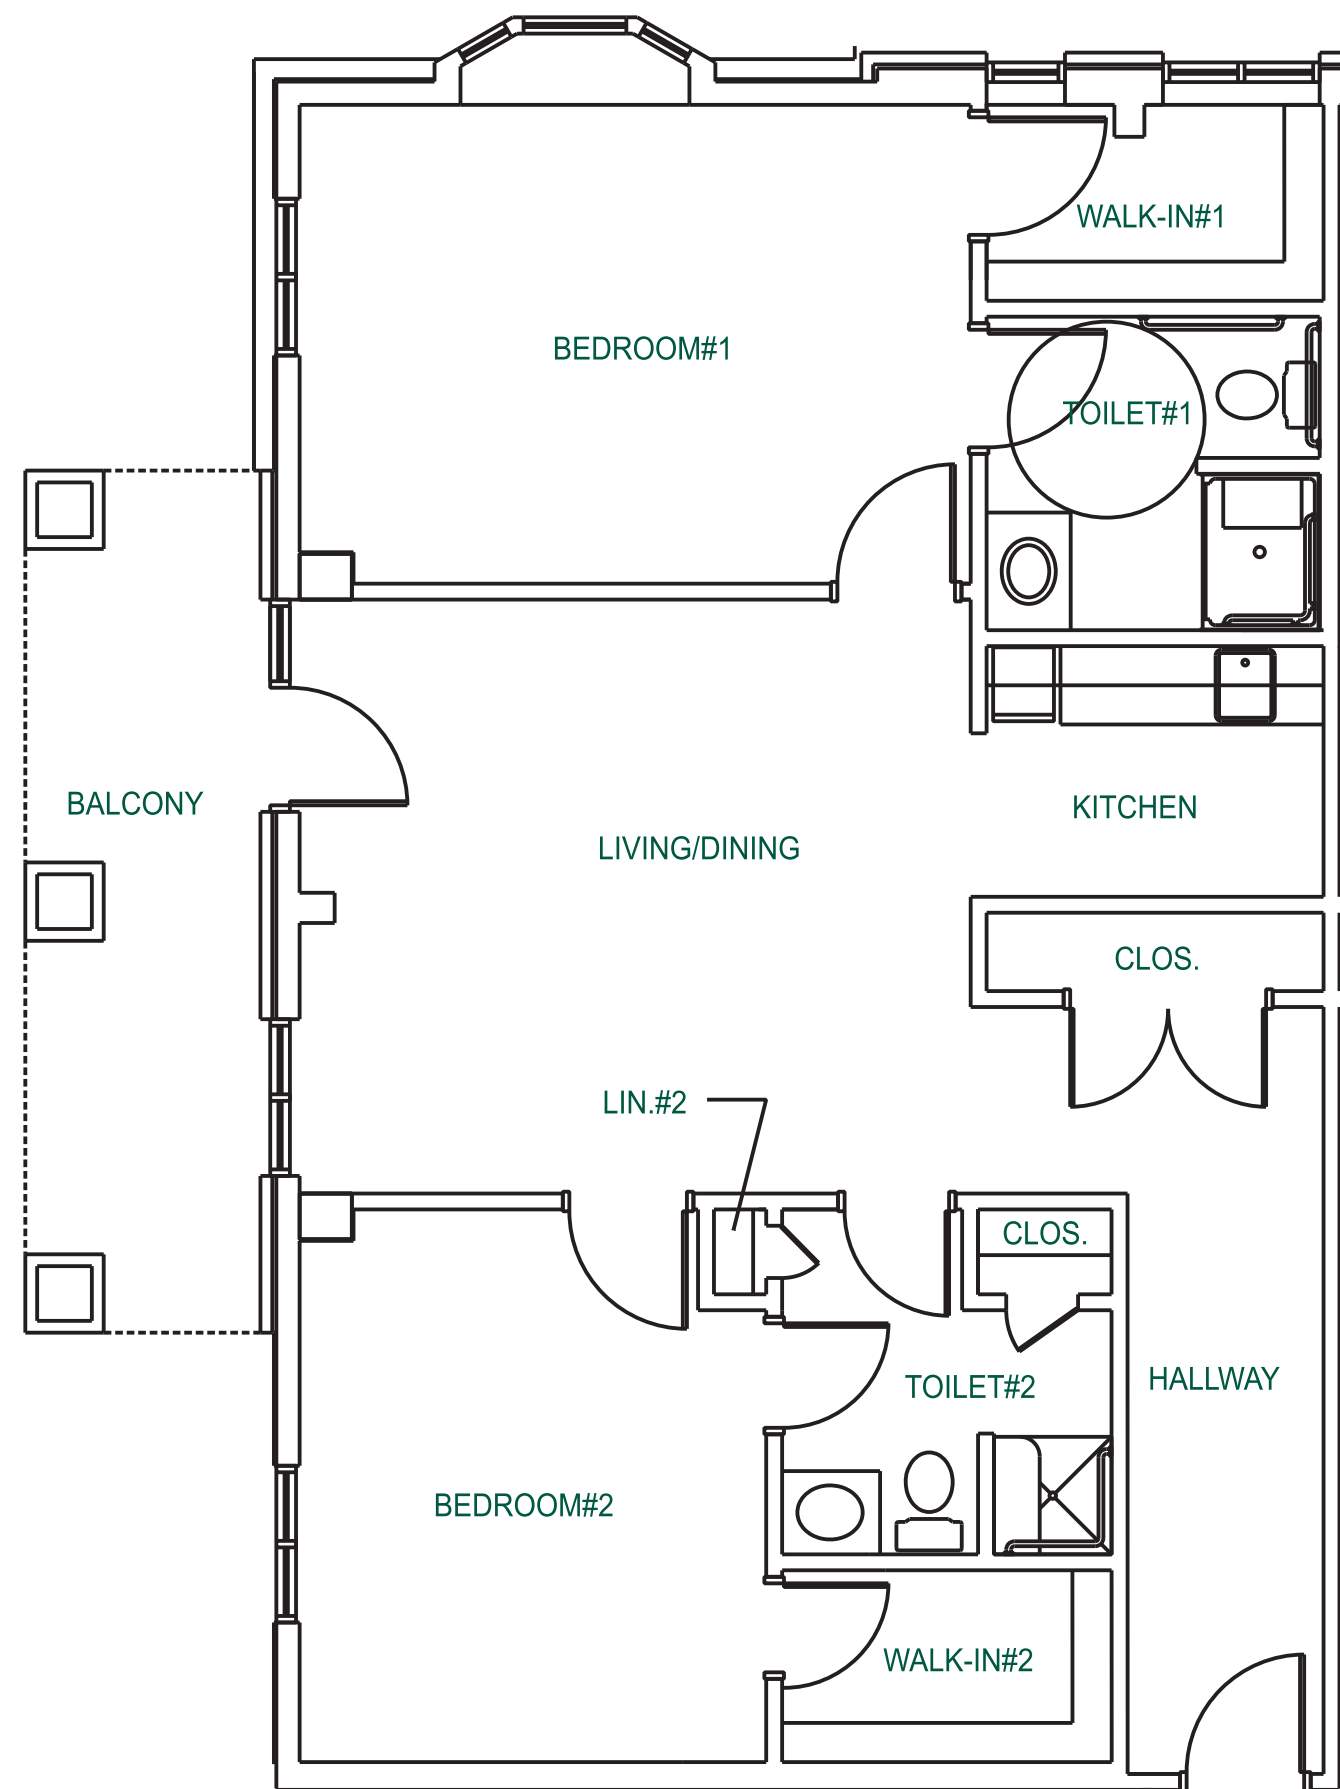 WALK-IN#1
BEDROOM#1
TOILET#1
BALCONY
KITCHEN
LIVING/DINING
CLOS.
LIN.#2
CLOS.
HALLWAY
TOILET#2
BEDROOM#2
WALK-IN#2